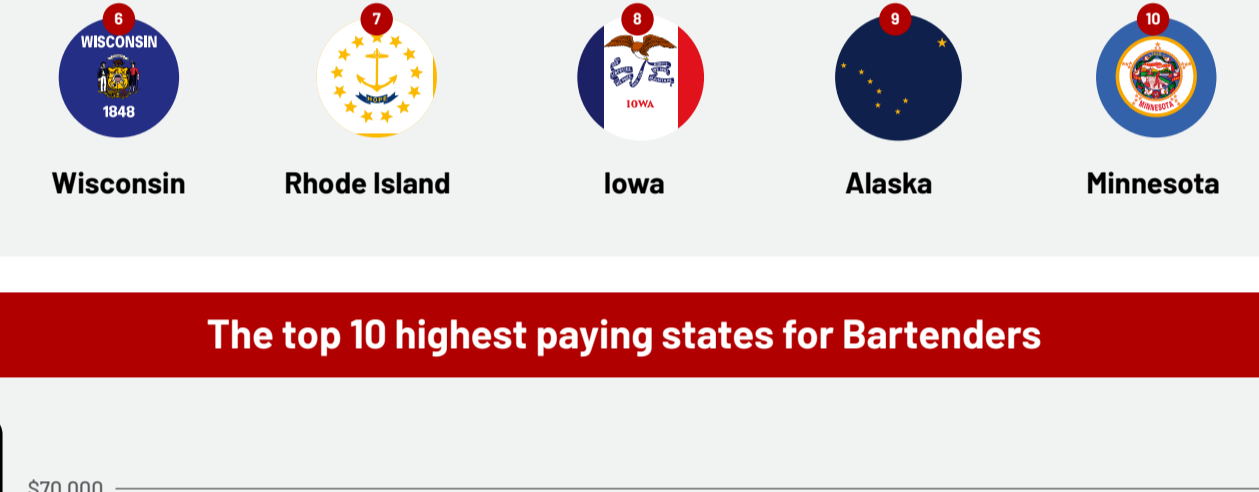 6 7 8 9 10
WISCONSIN
1848
HOPE
IOWA
MINNESOTA
Wisconsin Rhode Island Iowa Alaska Minnesota
The top 10 highest paying states for Bartenders
$70,000